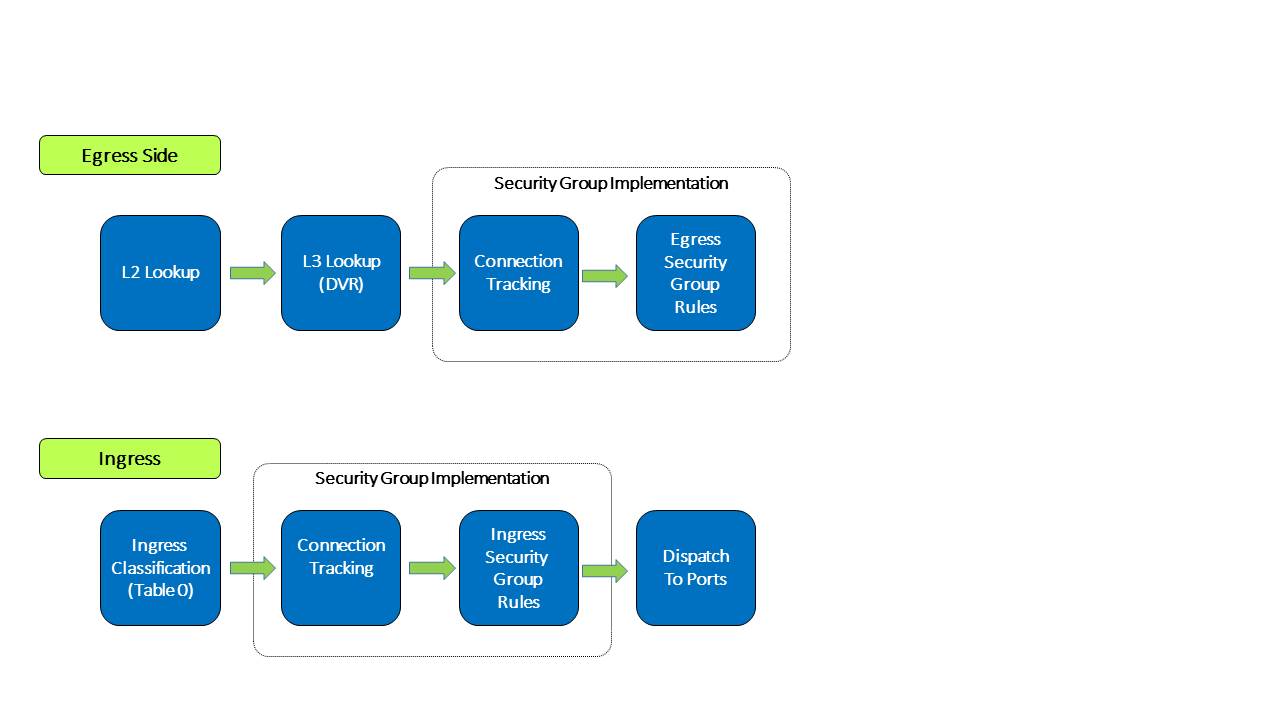 Egress Side
Security Group Implementation
L2 Lookup
L3 Lookup
(DVR)
Connection
Tracking
Egress
Security
Group
Rules
Ingress
Security Group Implementation
Ingress
Classification
(Table 0)
Connection
Tracking
Ingress
Security
Group
Rules
Dispatch
To Ports